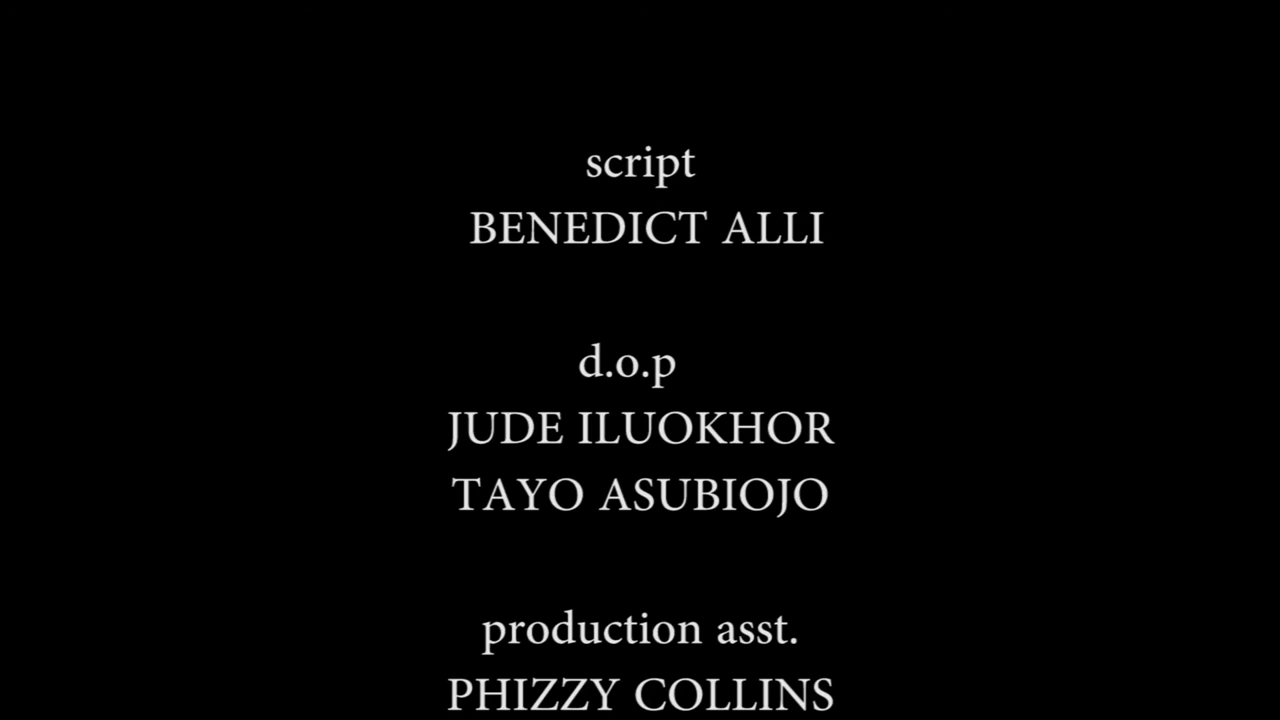 script
BENEDICT ALLI
d.o.p
JUDE ILUOKHOR
TAYO ASUBIOJO
production asst.
PHIZZY COLLINS